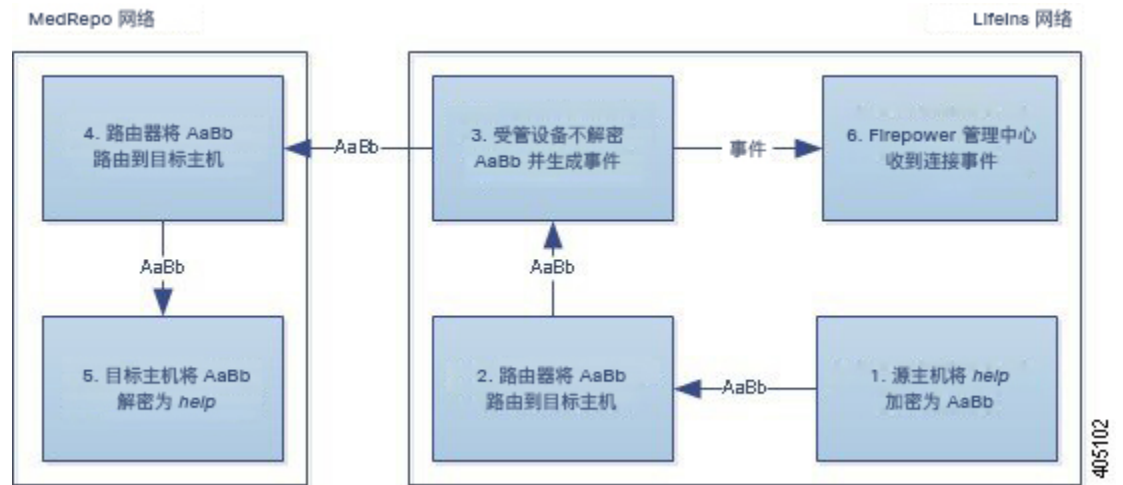 MedRepo 网络
LifeIns 网络
4. 路由器将 AaBb
路由到目标主机
AaBb
3. 受管设备不解密
AaBb 并生成事件
事件
6. Firepower 管理中心
收到连接事件
AaBb
AaBb
5. 目标主机将 AaBb
解密为 help
2. 路由器将 AaBb
路由到目标主机
AaBb
1. 源主机将 help
加密为 AaBb
405102